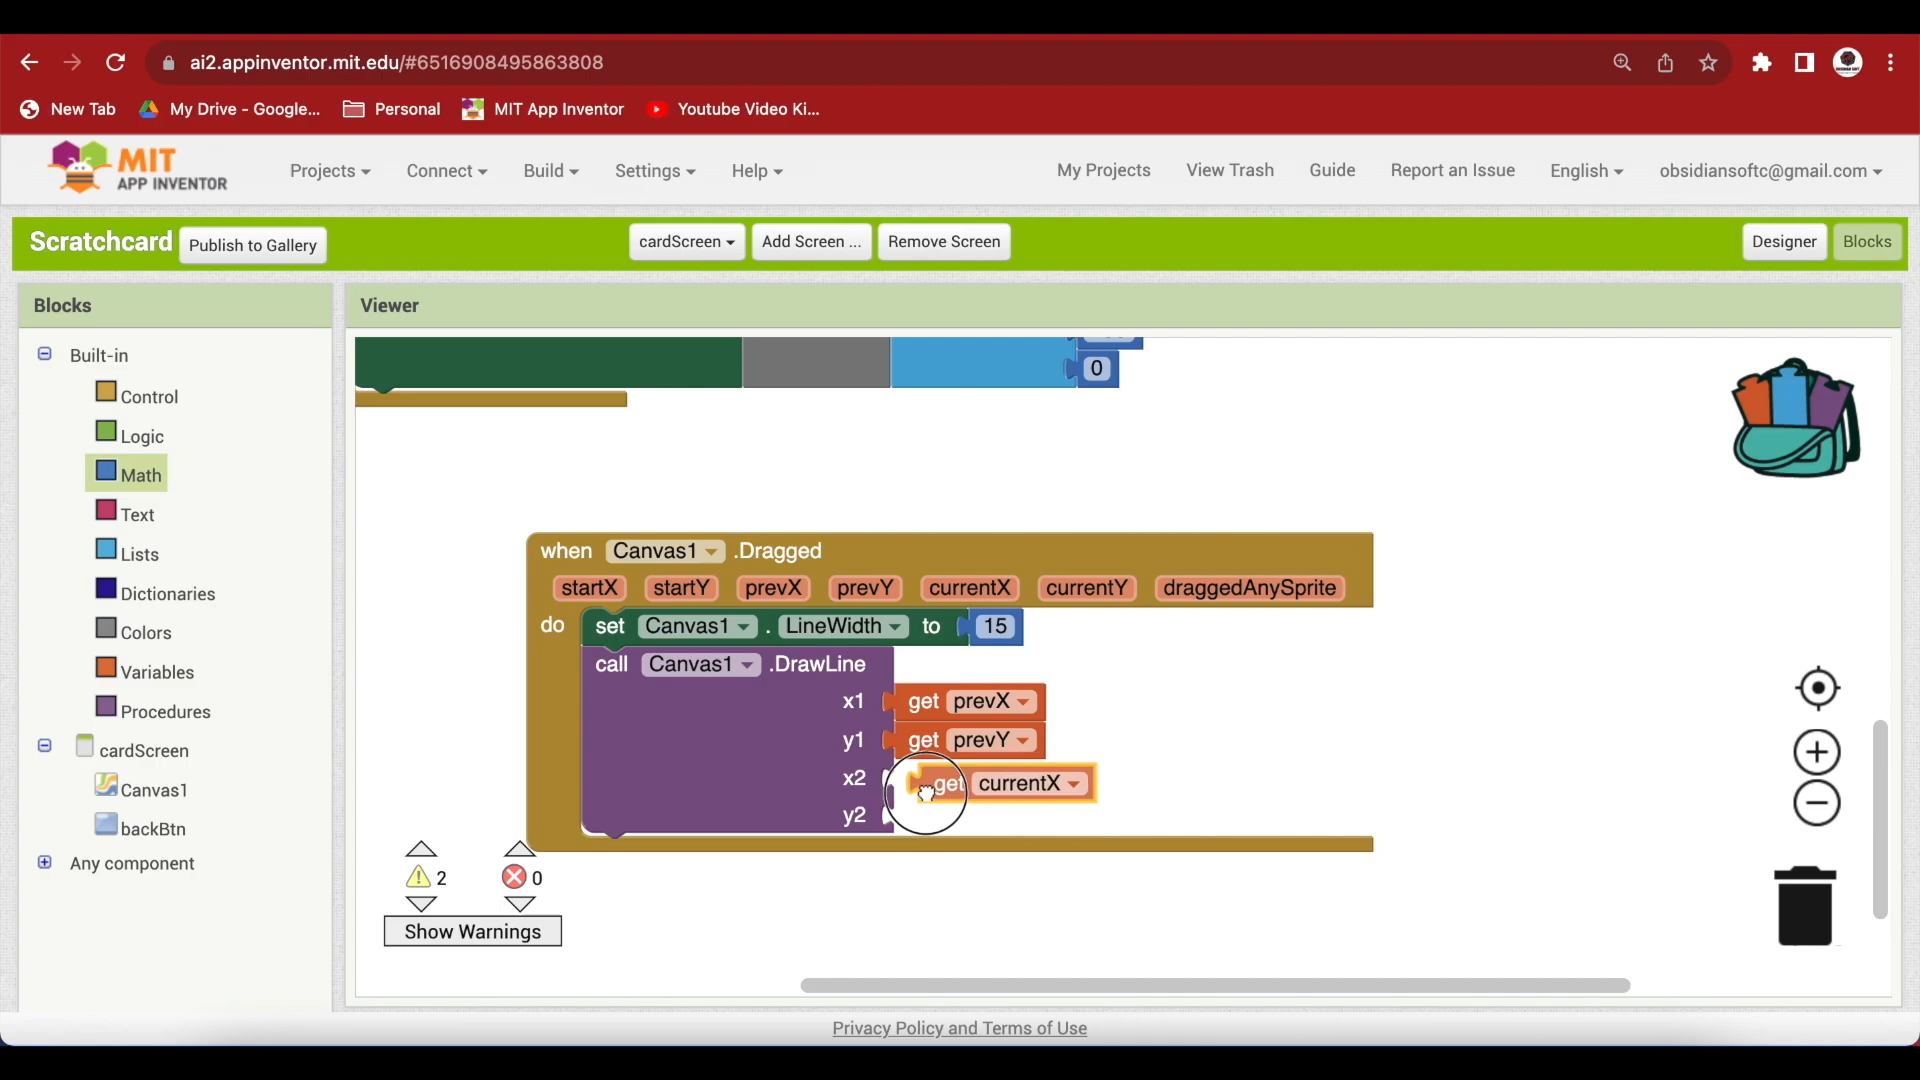 ai2.appinventor.mit.edu/#6516908495863808
New Tab My Drive - Google... Personal MIT App Inventor Youtube Video Ki...
MIT
APP INVENTOR
Projects Connect Build Settings Help My Projects View Trash Guide Report an Issue English obsidiansoftc@gmail.com
Scratchcard Publish to Gallery cardScreen Add Screen ... Remove Screen Designer Blocks
Blocks
Viewer
Built-in
Control
Logic
Math
Text
Lists
Dictionaries
Colors
Variables
Procedures
cardScreen
Canvas1
backBtn
Any component
0
when Canvas1 .Dragged
startX startY prevX prevY currentX currentY draggedAnySprite
do set Canvas1 . LineWidth to 15
call Canvas1 .DrawLine
x1 get prevX
y1 get prevY
x2 get currentX
y2
2 0
Show Warnings
Privacy Policy and Terms of Use